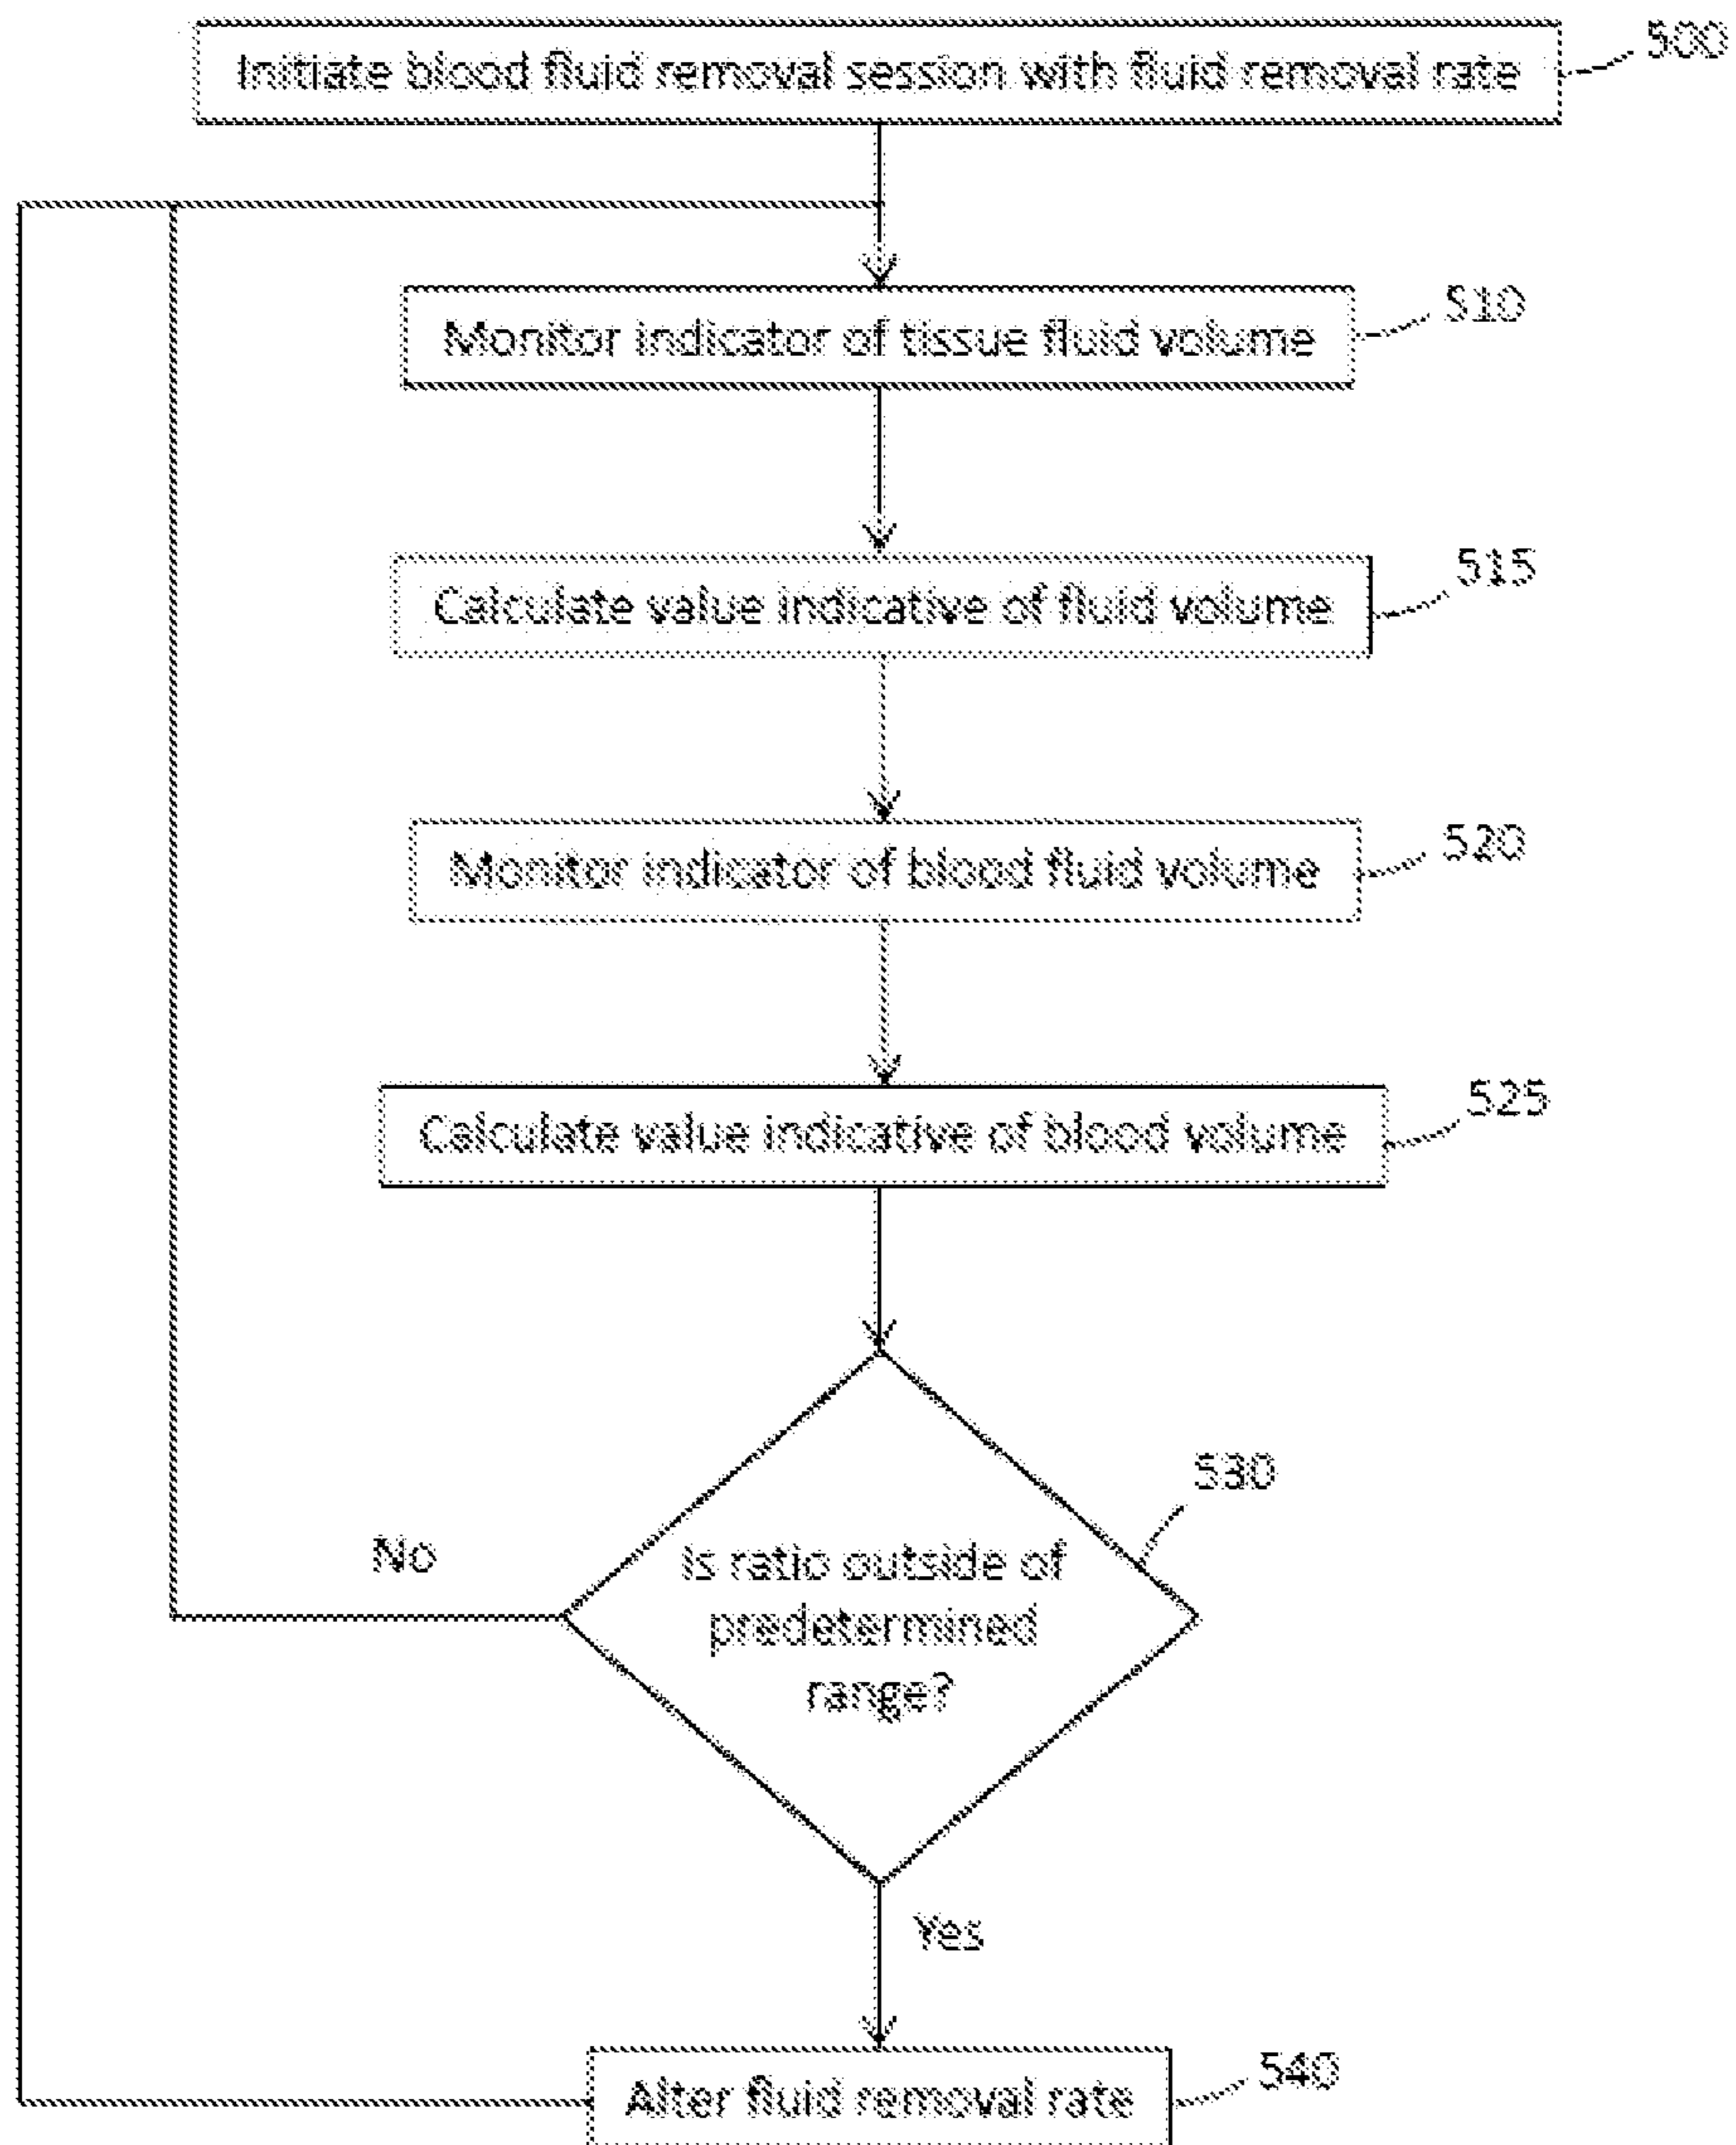 Initiate blood fluid removal session with fluid removal rate
500
Monitor indicator of tissue fluid volume
510
Calculate value indicative of fluid volume
515
Monitor indicator of blood fluid volume
520
Calculate value indicative of blood volume
525
530
Is ratio outside of
predetermined
range?
No
Yes
Alter fluid removal rate
540